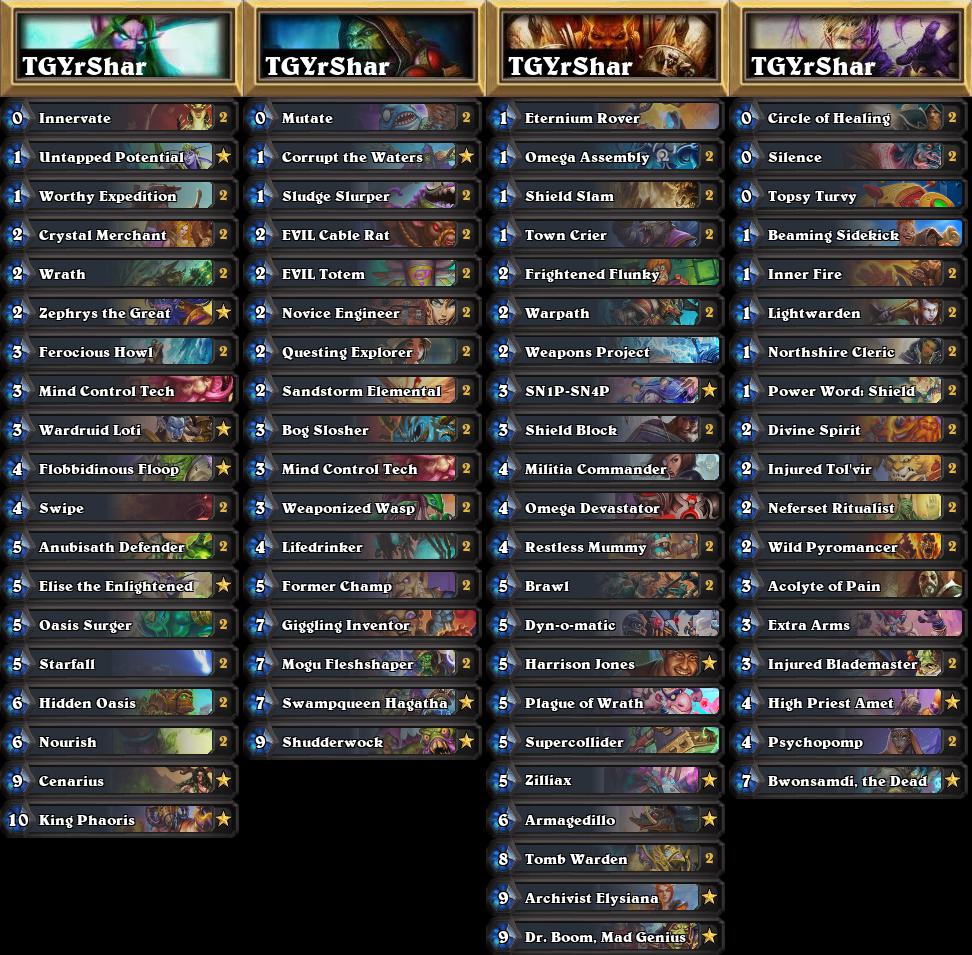 TGYrShar
0 Innervate 2
1 Untapped Potential
1 Worthy Expedition 2
2 Crystal Merchant 2
2 Wrath 2
2 Zephrys the Great
3 Ferocious Howl 2
3 Mind Control Tech
3 Wardruid Loti
4 Flobbidinous Floop
4 Swipe 2
5 Anubisath Defender 2
5 Elise the Enlightened
5 Oasis Surger 2
5 Starfall 2
6 Hidden Oasis 2
6 Nourish 2
9 Cenarius
10 King Phaoris
TGYrShar
0 Mutate 2
1 Corrupt the Waters
1 Sludge Slurper 2
2 EVIL Cable Rat 2
2 EVIL Totem 2
2 Novice Engineer 2
2 Questing Explorer 2
2 Sandstorm Elemental 2
3 Bog Slosher 2
3 Mind Control Tech 2
3 Weaponized Wasp 2
4 Lifedrinker 2
5 Former Champ 2
7 Giggling Inventor
7 Mogu Fleshshaper 2
7 Swampqueen Hagatha
9 Shudderwock
TGYrShar
1 Eternium Rover
1 Omega Assembly 2
1 Shield Slam 2
1 Town Crier 2
2 Frightened Flunky
2 Warpath 2
2 Weapons Project
3 SN1P-SN4P
3 Shield Block 2
4 Militia Commander
4 Omega Devastator
4 Restless Mummy 2
5 Brawl 2
5 Dyn-o-matic
5 Harrison Jones
5 Plague of Wrath
5 Supercollider
5 Zilliax
6 Armagedillo
8 Tomb Warden 2
9 Archivist Elysiana
9 Dr. Boom, Mad Genius
TGYrShar
0 Circle of Healing 2
0 Silence 2
0 Topsy Turvy
1 Beaming Sidekick
1 Inner Fire 2
1 Lightwarden 2
1 Northshire Cleric 2
1 Power Word: Shield 2
2 Divine Spirit 2
2 Injured Tol'vir 2
2 Neferset Ritualist 2
2 Wild Pyromancer 2
3 Acolyte of Pain
3 Extra Arms
3 Injured Blademaster 2
4 High Priest Amet
4 Psychopomp 2
7 Bwonsamdi, the Dead